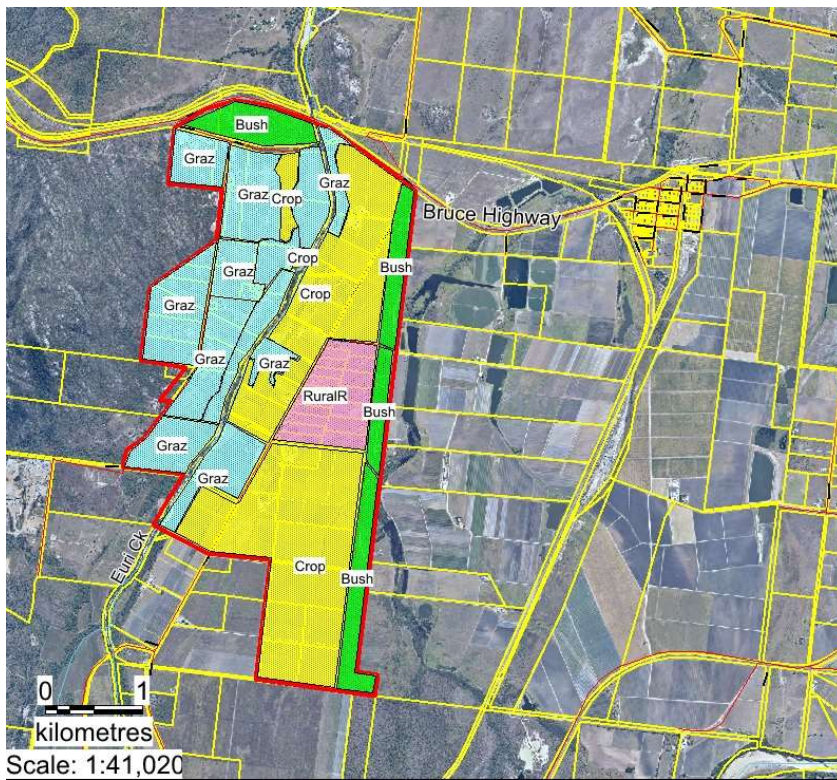 Bush
Graz
Graz
Graz
Crop
Bruce Highway
Graz
Crop
Bush
Graz
Crop
Graz
Graz
RuralR
Bush
Graz
Graz
Crop
Bush
Euri Ck
0 1
kilometres
Scale: 1:41,020